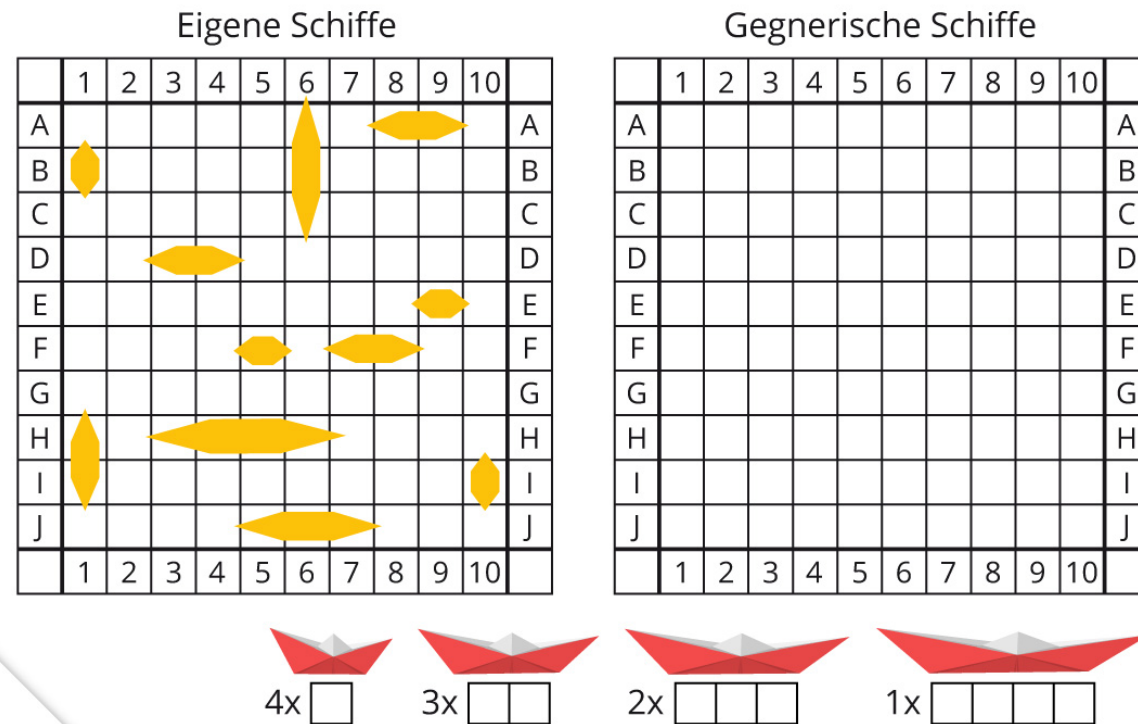 Eigene Schiffe Gegnerische Schiffe
1 2 3 4 5 6 7 8 9 10 1 2 3 4 5 6 7 8 9 10
A A A A
B B B B
C C C C
D D D D
E E E E
F F F F
G G G G
H H H H
I I I I
J J J J
1 2 3 4 5 6 7 8 9 10 1 2 3 4 5 6 7 8 9 10
4x 3x 2x 1x